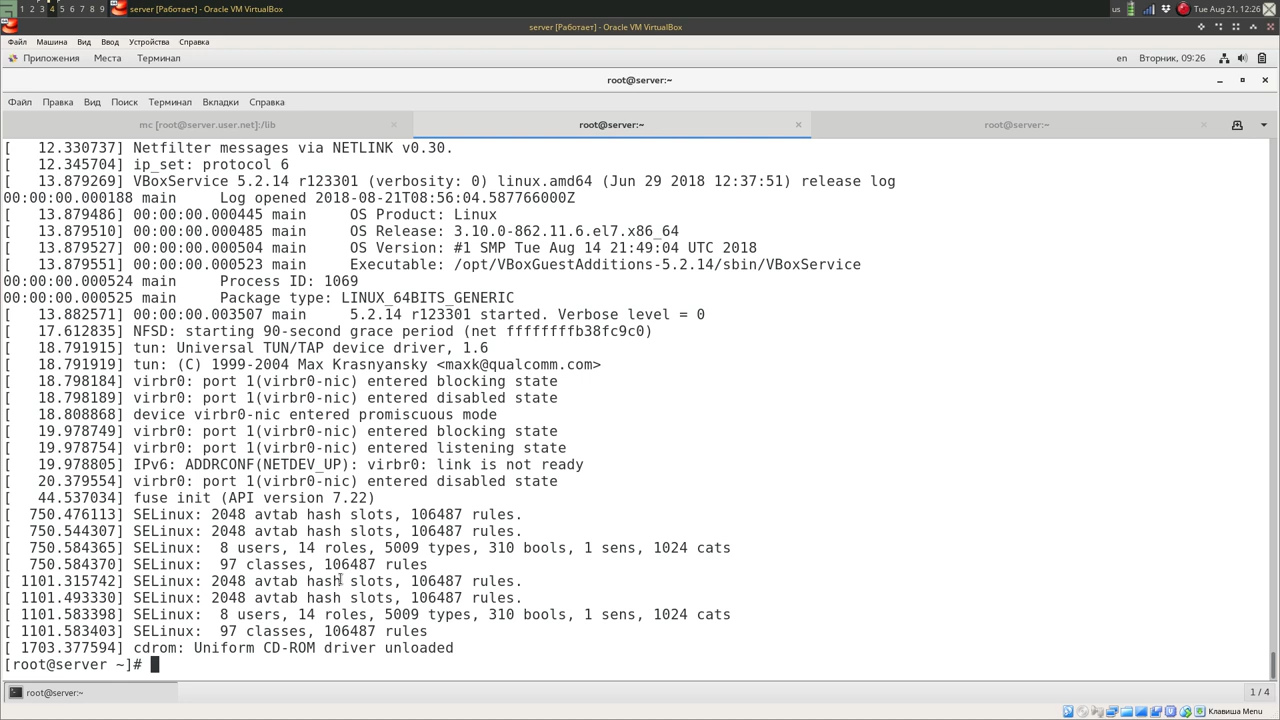 1 2 3 4 5 6 7 8 9 server [Работает] - Oracle VM VirtualBox us Tue Aug 21, 12:26
server [Работает] - Oracle VM VirtualBox
Файл Машина Вид Ввод Устройства Справка
Приложения Места Терминал en Вторник, 09:26
root@server:~
Файл Правка Вид Поиск Терминал Вкладки Справка
mc [root@server.user.net]:/lib × root@server:~ × root@server:~ ×
[   12.330737] Netfilter messages via NETLINK v0.30.
[   12.345704] ip_set: protocol 6
[   13.879269] VBoxService 5.2.14 r123301 (verbosity: 0) linux.amd64 (Jun 29 2018 12:37:51) release log
00:00:00.000188 main     Log opened 2018-08-21T08:56:04.587766000Z
[   13.879486] 00:00:00.000445 main     OS Product: Linux
[   13.879510] 00:00:00.000485 main     OS Release: 3.10.0-862.11.6.el7.x86_64
[   13.879527] 00:00:00.000504 main     OS Version: #1 SMP Tue Aug 14 21:49:04 UTC 2018
[   13.879551] 00:00:00.000523 main     Executable: /opt/VBoxGuestAdditions-5.2.14/sbin/VBoxService
00:00:00.000524 main     Process ID: 1069
00:00:00.000525 main     Package type: LINUX_64BITS_GENERIC
[   13.882571] 00:00:00.003507 main     5.2.14 r123301 started. Verbose level = 0
[   17.612835] NFSD: starting 90-second grace period (net ffffffffb38fc9c0)
[   18.791915] tun: Universal TUN/TAP device driver, 1.6
[   18.791919] tun: (C) 1999-2004 Max Krasnyansky <maxk@qualcomm.com>
[   18.798184] virbr0: port 1(virbr0-nic) entered blocking state
[   18.798189] virbr0: port 1(virbr0-nic) entered disabled state
[   18.808868] device virbr0-nic entered promiscuous mode
[   19.978749] virbr0: port 1(virbr0-nic) entered blocking state
[   19.978754] virbr0: port 1(virbr0-nic) entered listening state
[   19.978805] IPv6: ADDRCONF(NETDEV_UP): virbr0: link is not ready
[   20.379554] virbr0: port 1(virbr0-nic) entered disabled state
[   44.537034] fuse init (API version 7.22)
[  750.476113] SELinux: 2048 avtab hash slots, 106487 rules.
[  750.544307] SELinux: 2048 avtab hash slots, 106487 rules.
[  750.584365] SELinux:  8 users, 14 roles, 5009 types, 310 bools, 1 sens, 1024 cats
[  750.584370] SELinux:  97 classes, 106487 rules
[ 1101.315742] SELinux: 2048 avtab hash slots, 106487 rules.
[ 1101.493330] SELinux: 2048 avtab hash slots, 106487 rules.
[ 1101.583398] SELinux:  8 users, 14 roles, 5009 types, 310 bools, 1 sens, 1024 cats
[ 1101.583403] SELinux:  97 classes, 106487 rules
[ 1703.377594] cdrom: Uniform CD-ROM driver unloaded
[root@server ~]#
root@server:~ 1 / 4
Клавиша Menu